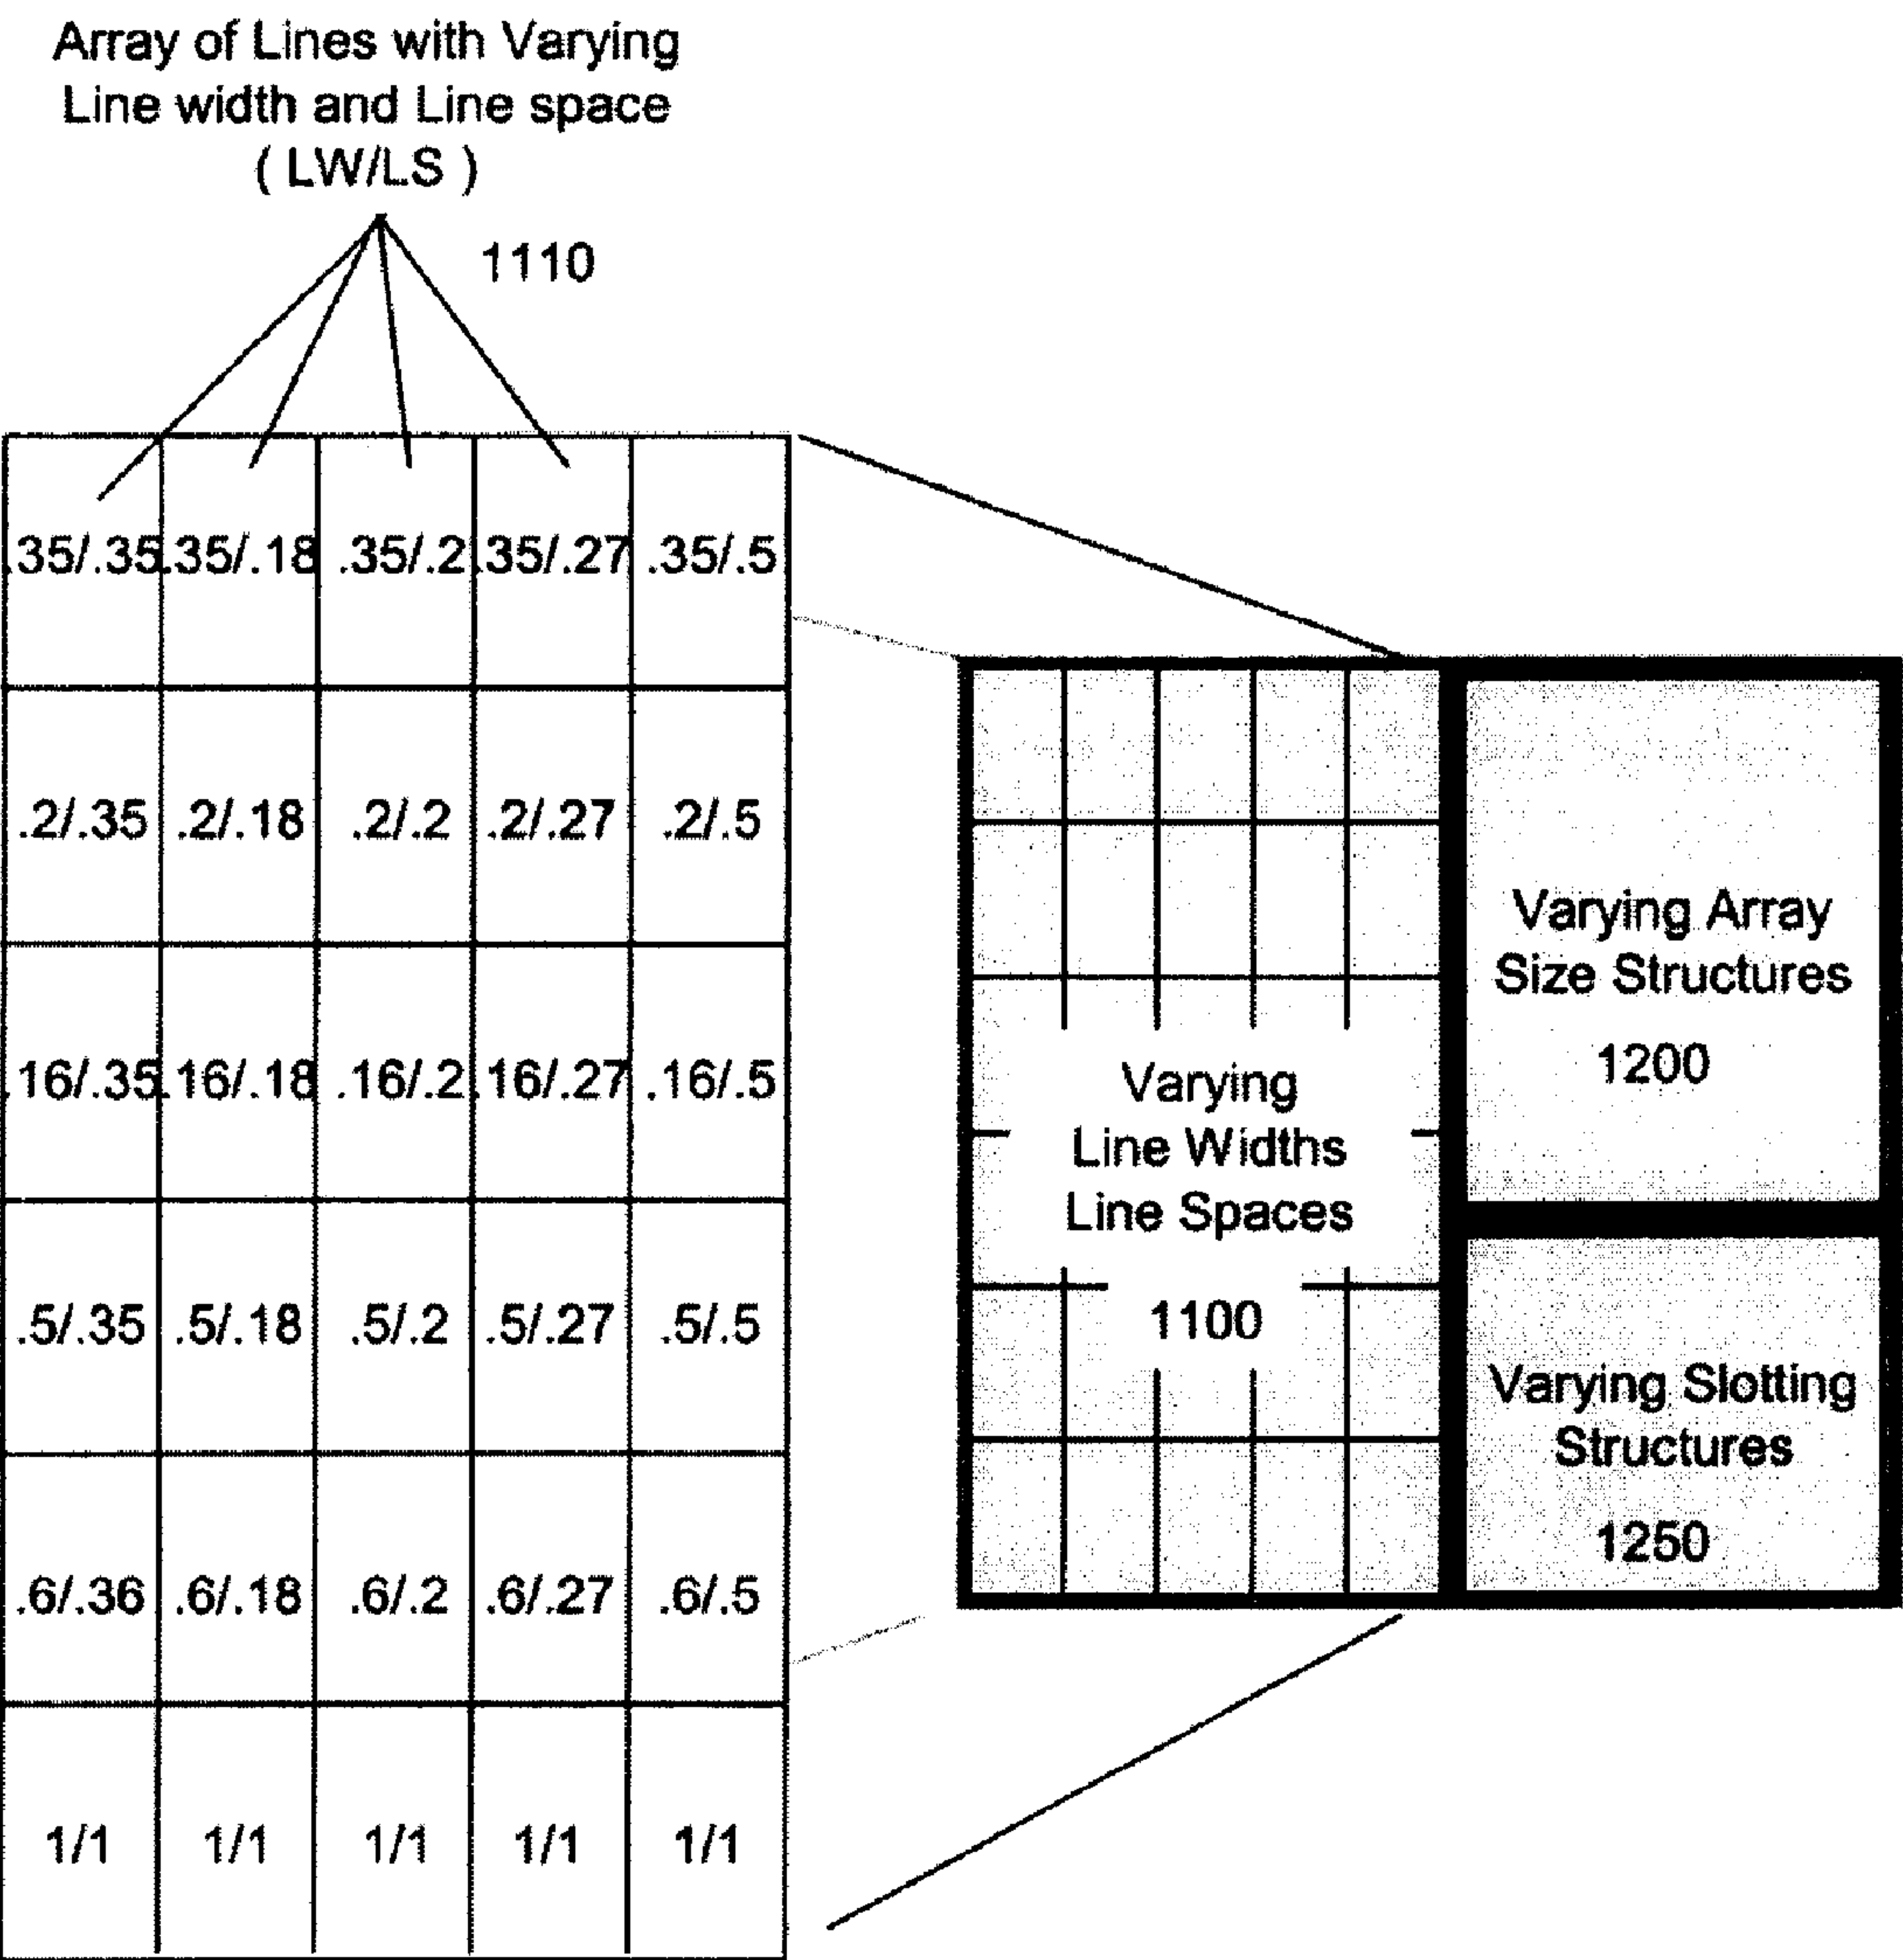 Array of Lines with Varying
Line width and Line space
( LW/LS )
1110
.35/.35 .35/.18 .35/.2 .35/.27 .35/.5
.2/.35 .2/.18 .2/.2 .2/.27 .2/.5
.16/.35 .16/.18 .16/.2 .16/.27 .16/.5
.5/.35 .5/.18 .5/.2 .5/.27 .5/.5
.6/.36 .6/.18 .6/.2 .6/.27 .6/.5
1/1 1/1 1/1 1/1 1/1
Varying
Line Widths
Line Spaces
1100
Varying Array
Size Structures
1200
Varying Slotting
Structures
1250